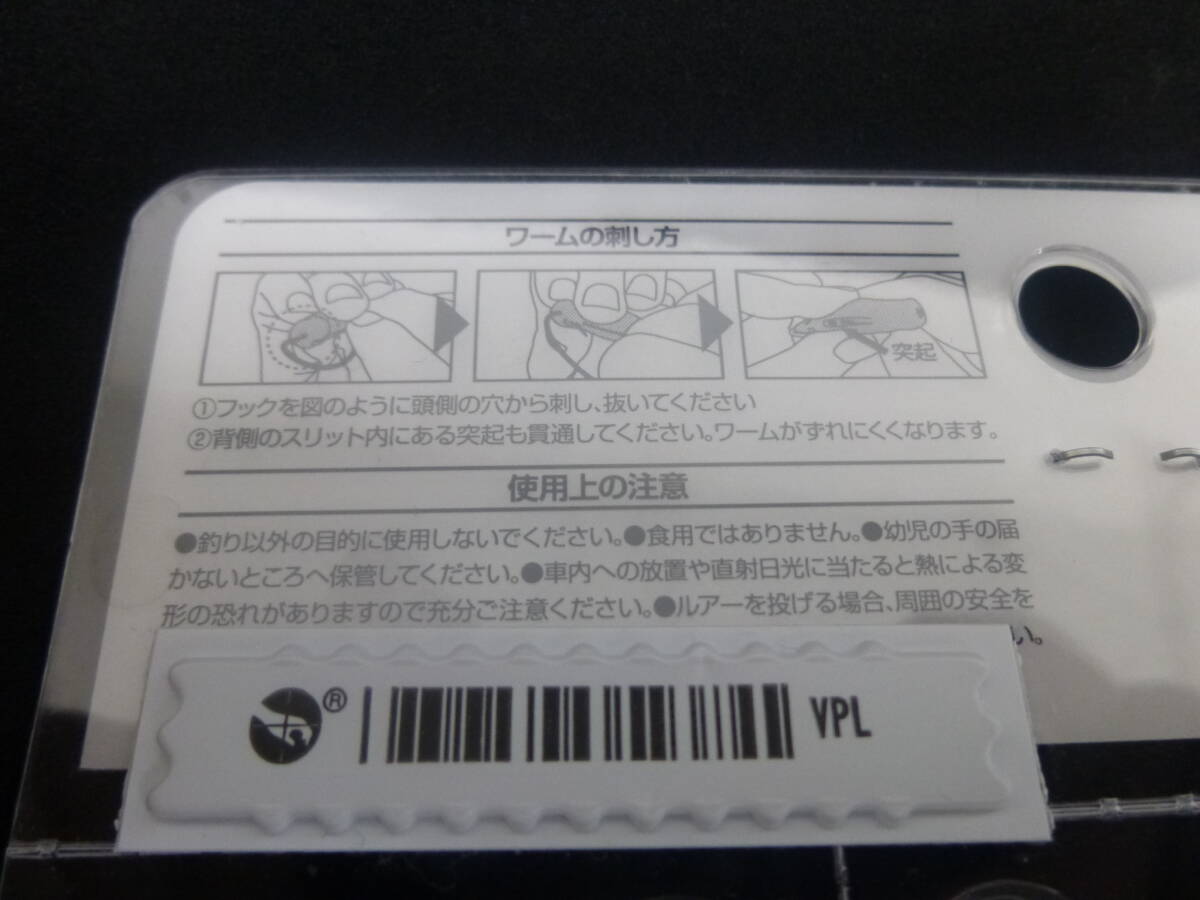 ワームの刺し方
突起
①フックを図のように頭側の穴から刺し、抜いてください
②背側のスリット内にある突起も貫通してください。ワームがずれにくくなります。
使用上の注意
●釣り以外の目的に使用しないでください。●食用ではありません。●幼児の手の届
かないところへ保管してください。●車内への放置や直射日光に当たると熱による変
形の恐れがありますので充分ご注意ください。●ルアーを投げる場合、周囲の安全を
い。
® VPL